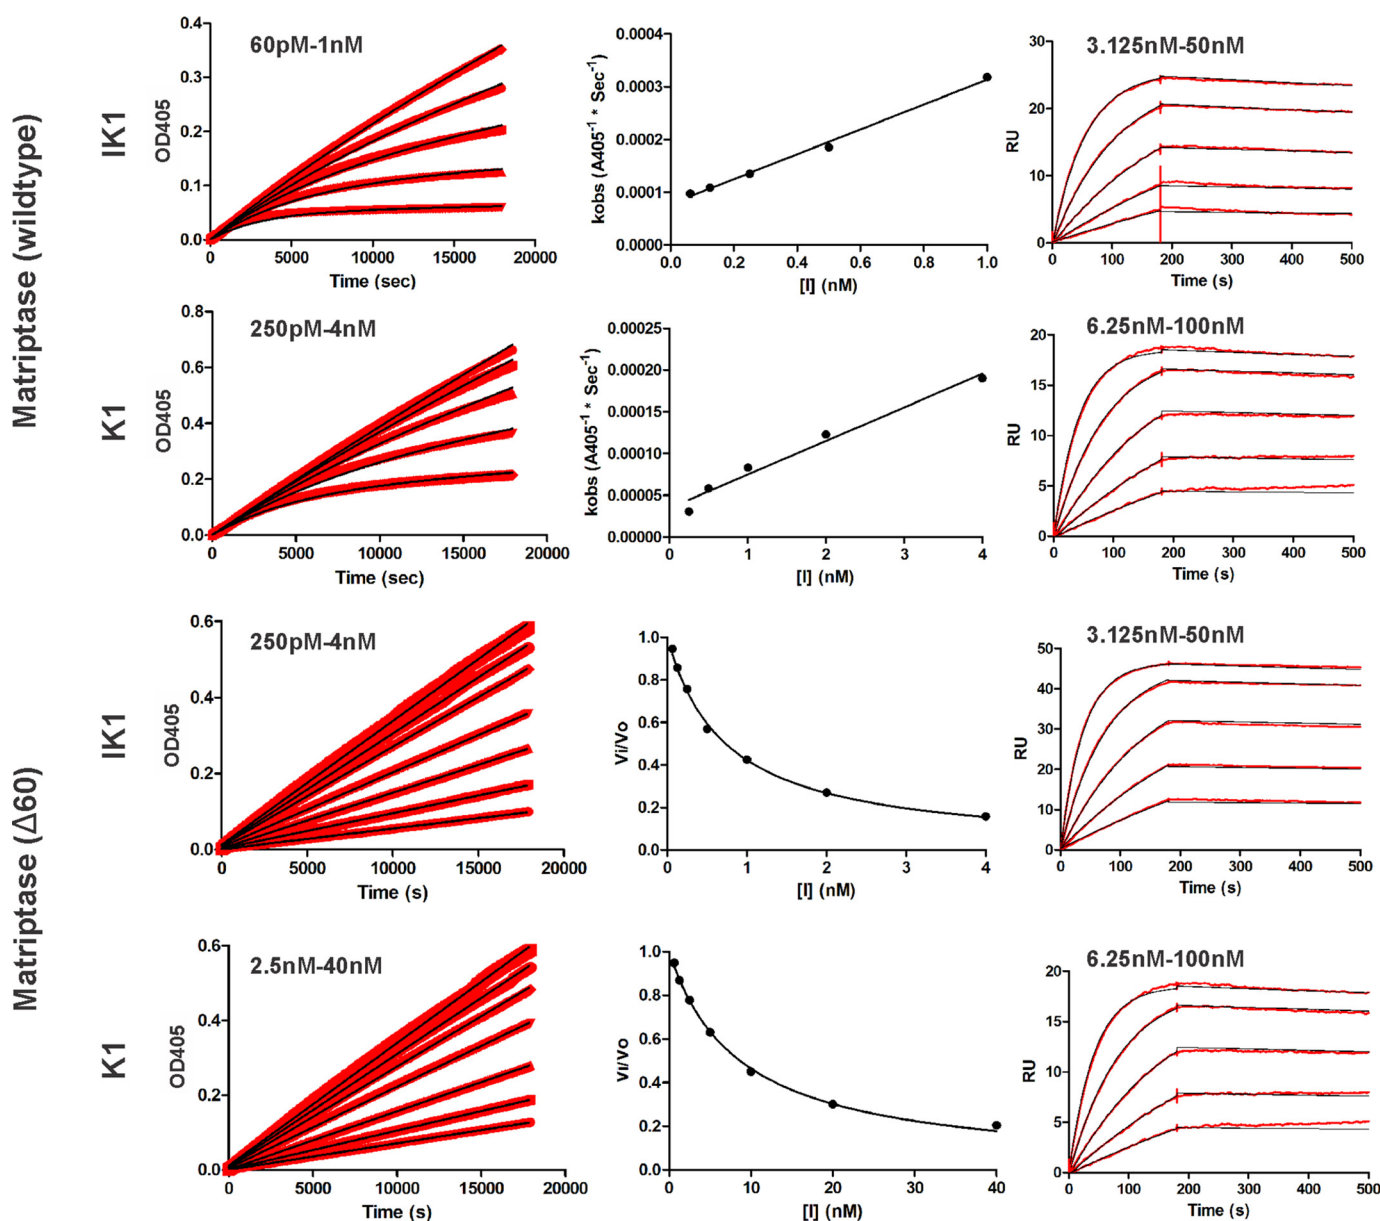 Matriptase (wildtype)
IK1
60pM-1nM
OD405
0.4
0.3
0.2
0.1
0.0
0 5000 10000 15000 20000
Time (sec)
kobs (A405⁻¹ * Sec⁻¹)
0.0004
0.0003
0.0002
0.0001
0.0000
0.0 0.2 0.4 0.6 0.8 1.0
[I] (nM)
3.125nM-50nM
RU
30
20
10
0
0 100 200 300 400 500
Time (s)
K1
250pM-4nM
OD405
0.8
0.6
0.4
0.2
0.0
0 5000 10000 15000 20000
Time (sec)
kobs (A405⁻¹ * Sec⁻¹)
0.00025
0.00020
0.00015
0.00010
0.00005
0.00000
0 1 2 3 4
[I] (nM)
6.25nM-100nM
RU
20
15
10
5
0
0 100 200 300 400 500
Time (s)
Matriptase (Δ60)
IK1
250pM-4nM
OD405
0.6
0.4
0.2
0.0
0 5000 10000 15000 20000
Time (s)
Vi/Vo
1.0
0.8
0.6
0.4
0.2
0.0
0 1 2 3 4
[I] (nM)
3.125nM-50nM
RU
50
40
30
20
10
0
0 100 200 300 400 500
Time (s)
K1
2.5nM-40nM
OD405
0.6
0.4
0.2
0.0
0 5000 10000 15000 20000
Time (s)
Vi/Vo
1.0
0.8
0.6
0.4
0.2
0.0
0 10 20 30 40
[I] (nM)
6.25nM-100nM
RU
20
15
10
5
0
0 100 200 300 400 500
Time (s)